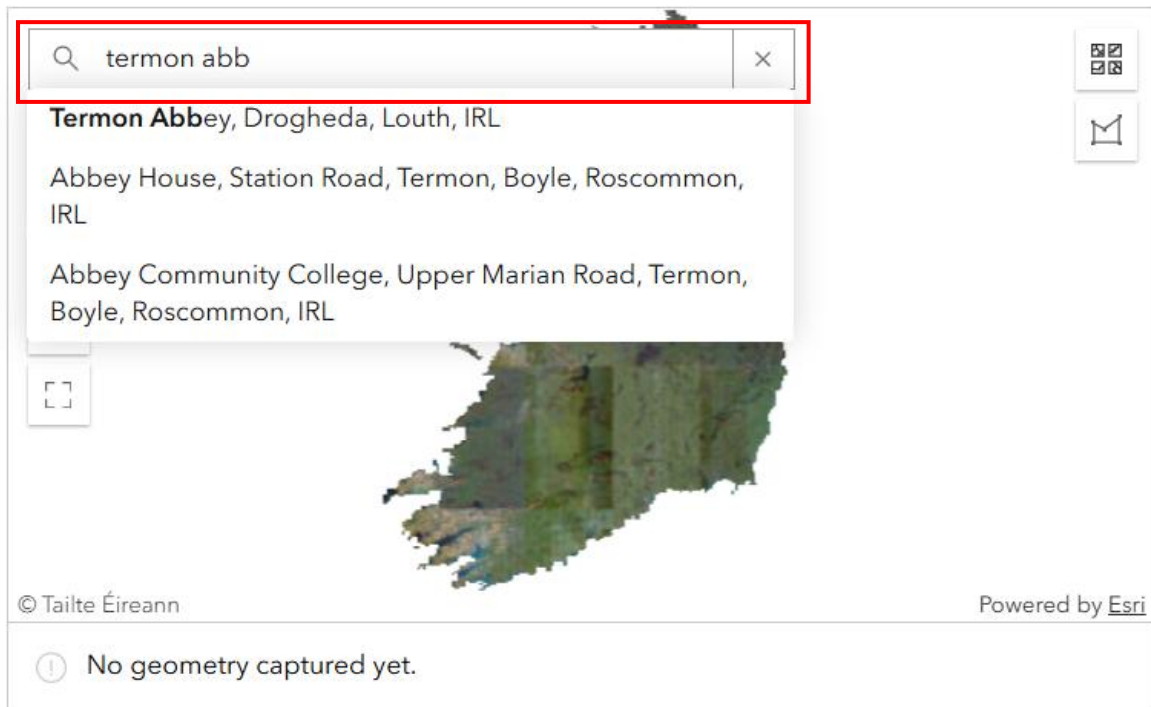 termon abb
Termon Abbey, Drogheda, Louth, IRL
Abbey House, Station Road, Termon, Boyle, Roscommon,
IRL
Abbey Community College, Upper Marian Road, Termon,
Boyle, Roscommon, IRL
© Tailte Éireann
Powered by Esri
No geometry captured yet.